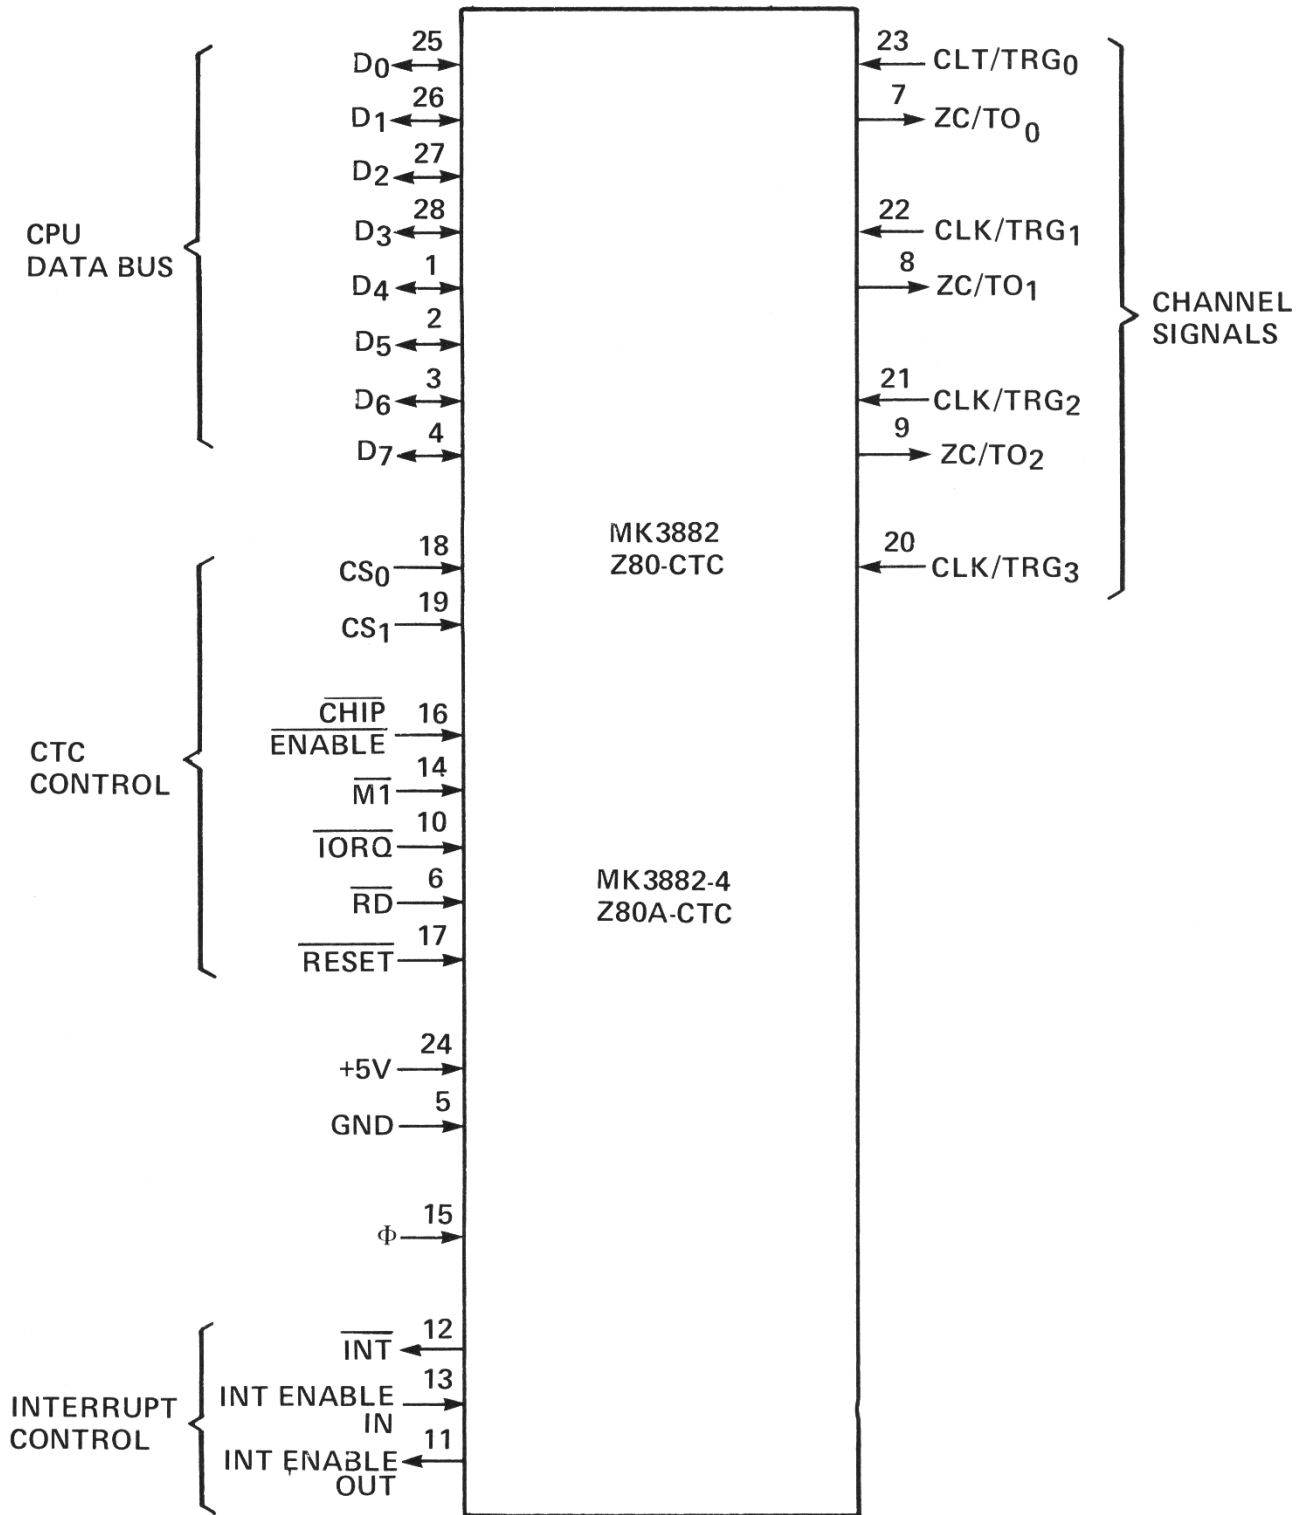 25
D0
26
D1
27
D2
28
D3
1
D4
2
D5
3
D6
4
D7
CPU
DATA BUS
18
CS0
19
CS1
CHIP
ENABLE
16
M1
14
IORQ
10
RD
6
RESET
17
CTC
CONTROL
+5V
24
GND
5
Φ
15
INT
12
INT ENABLE
IN
13
INT ENABLE
OUT
11
INTERRUPT
CONTROL
MK3882
Z80-CTC
MK3882-4
Z80A-CTC
23
CLT/TRG0
7
ZC/TO0
22
CLK/TRG1
8
ZC/TO1
21
CLK/TRG2
9
ZC/TO2
20
CLK/TRG3
CHANNEL
SIGNALS